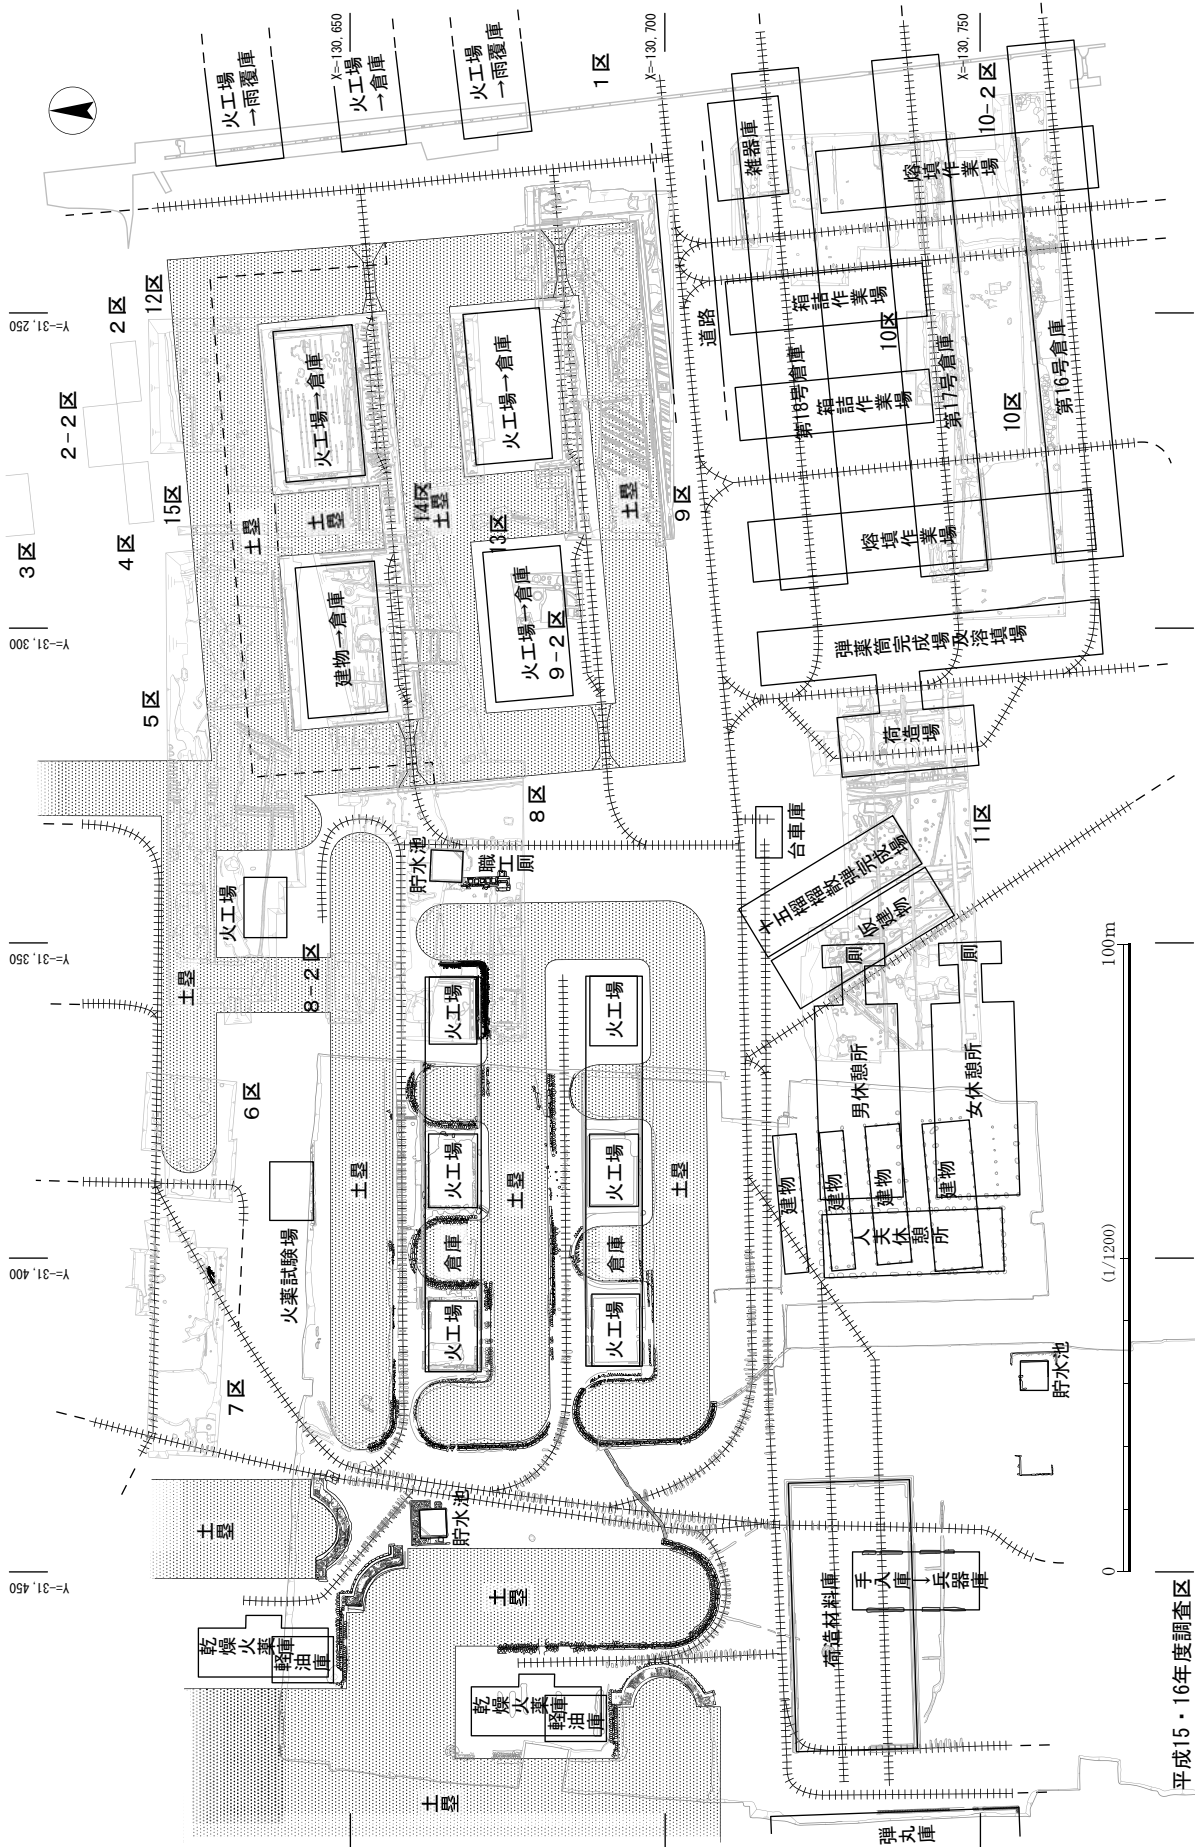 火工場
→雨覆庫
X=-130,650
火工場
→倉庫
火工場
→雨覆庫
1区
X=-130,700
X=-130,750
10-2区
雑器庫
熔填作業場
Y=-31,250
2区
12区
2-2区
15区
3区
4区
土塁
土塁
火工場→倉庫
14区
土塁
火工場→倉庫
13区
土塁
9区
道路
箱詰作業場
第18号倉庫
箱詰作業場
10区
第17号倉庫
10区
第16号倉庫
熔填作業場
Y=-31,300
5区
建物→倉庫
火工場→倉庫
9-2区
弾薬筒完成場及溶填場
荷造場
8区
台車庫
11区
貯水池
職工厠
火工場
十五榴榴散弾完成場
仮建物
Y=-31,350
土塁
8-2区
火工場
火工場
厠
厠
100m
6区
土塁
火工場
土塁
火工場
土塁
男休憩所
女休憩所
建物
建物
建物
建物
人夫休憩所
Y=-31,400
火薬試験場
倉庫
倉庫
火工場
火工場
(1/1200)
7区
貯水池
土塁
貯水池
Y=-31,450
土塁
手入庫→兵器庫
荷造材料庫
0
乾燥火薬庫
軽油庫
乾燥火薬庫
軽油庫
土塁
弾丸庫
平成15・16年度調査区